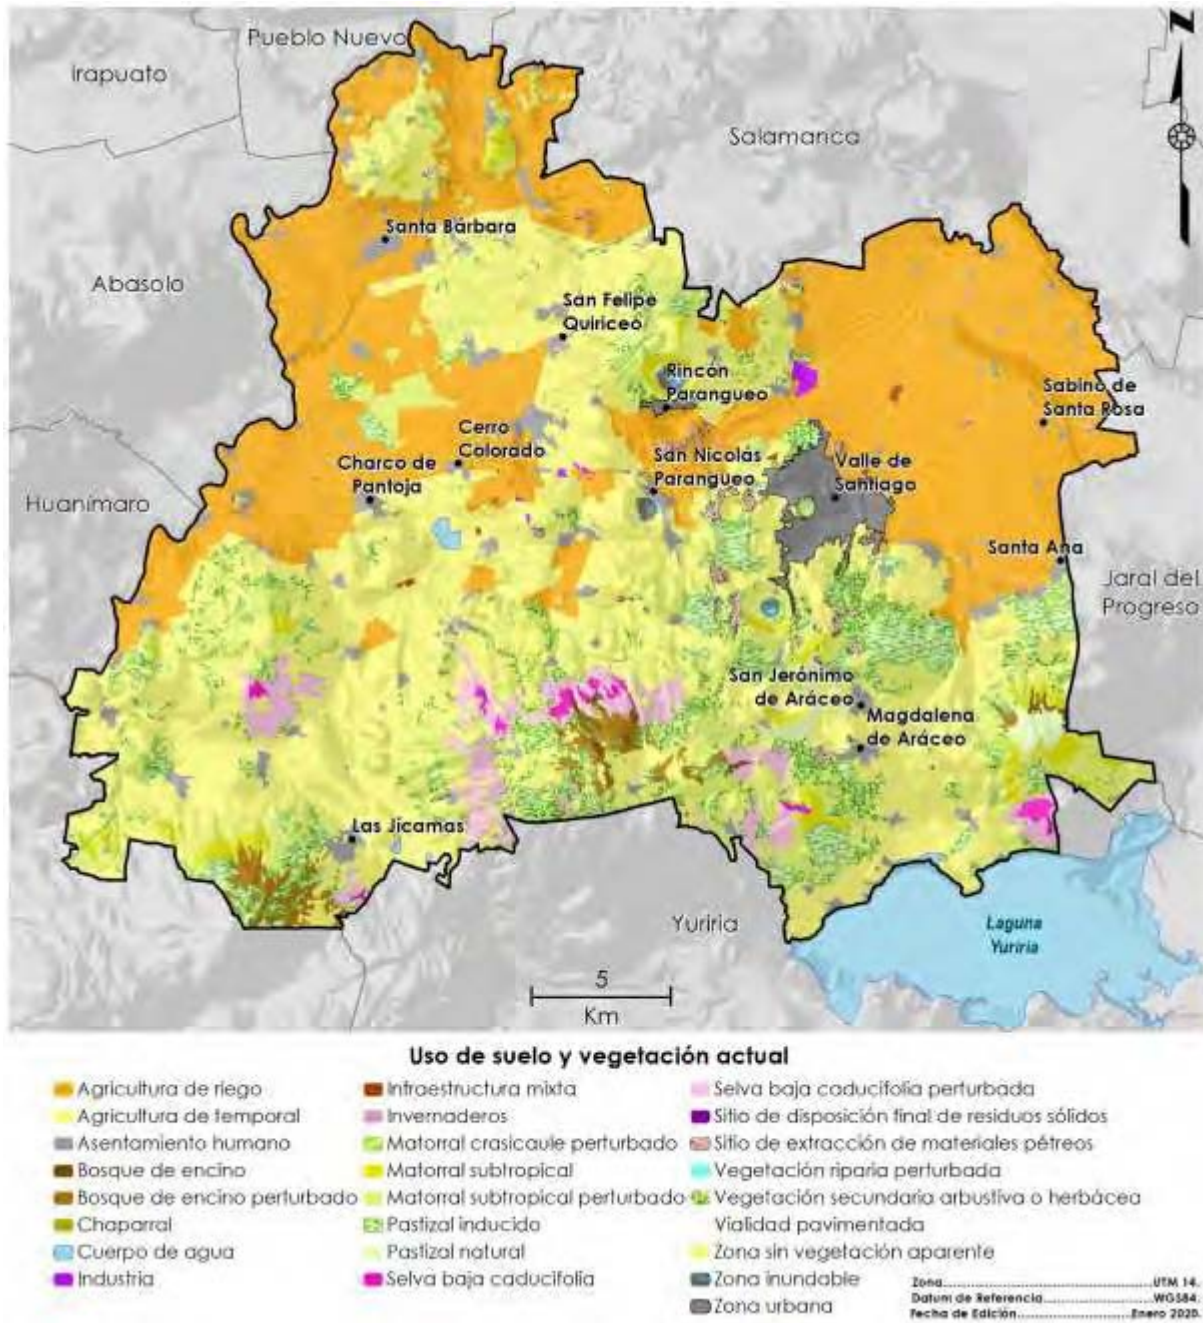 Pueblo Nuevo
Irapuato
Z
Salamanca
Santa Bárbara
Abasolo
San Felipe
Quiriceo
Rincón
Parangueo
Sabino de
Santa Rosa
Cerro
Colorado
Charco de
Pantoja
San Nicolás
Parangueo
Valle de
Santiago
Huanímaro
Santa Ana
Jaral del
Progreso
San Jerónimo
de Aráceo
Magdalena
de Aráceo
Las Jicamas
Yuriria
Laguna
Yuriria
5
Km
Uso de suelo y vegetación actual
Agricultura de riego
Agricultura de temporal
Asentamiento humano
Bosque de encino
Bosque de encino perturbado
Chaparral
Cuerpo de agua
Industria
Infraestructura mixta
Invernaderos
Matorral crasicaule perturbado
Matorral subtropical
Matorral subtropical perturbado
Pastizal inducido
Pastizal natural
Selva baja caducifolia
Selva baja caducifolia perturbada
Sitio de disposición final de residuos sólidos
Sitio de extracción de materiales pétreos
Vegetación riparia perturbada
Vegetación secundaria arbustiva o herbácea
Vialidad pavimentada
Zona sin vegetación aparente
Zona inundable
Zona urbana
Zona......................................................UTM 14.
Datum de Referencia........................WGS84.
Fecha de Edición.......................Enero 2020.